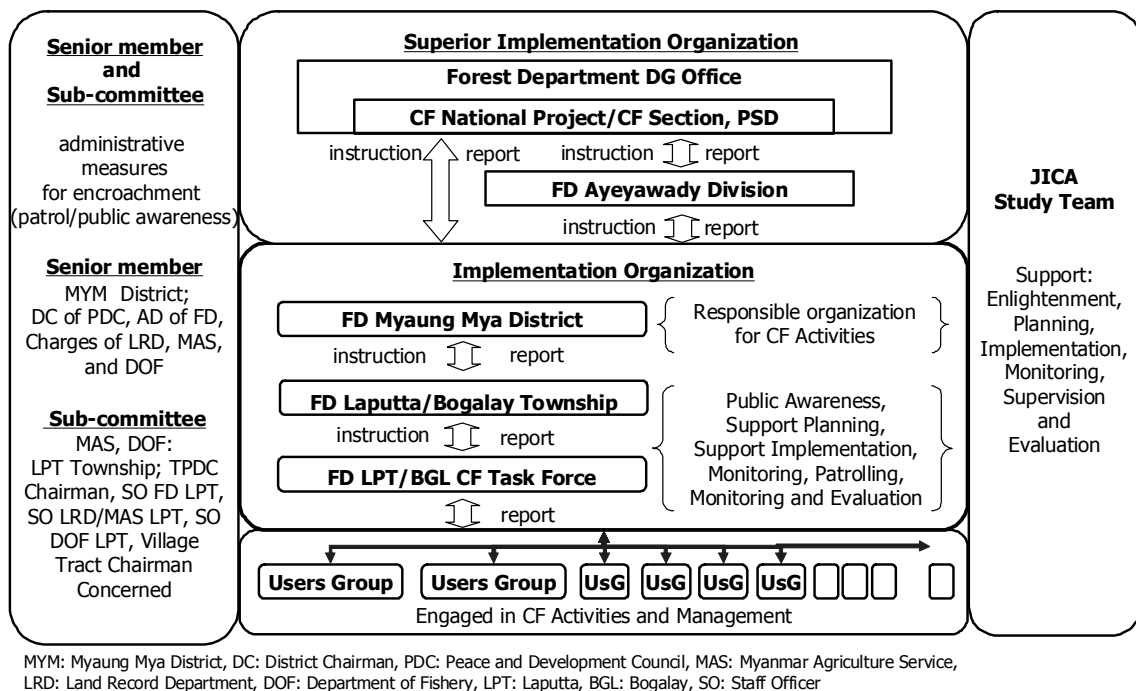 Senior member
and
Sub-committee
administrative
measures
for encroachment
(patrol/public awareness)
Senior member
MYM District;
DC of PDC, AD of FD,
Charges of LRD, MAS,
and DOF
Sub-committee
MAS, DOF:
LPT Township; TPDC
Chairman, SO FD LPT,
SO LRD/MAS LPT, SO
DOF LPT, Village
Tract Chairman
Concerned
Superior Implementation Organization
Forest Department DG Office
CF National Project/CF Section, PSD
instruction report
instruction report
FD Ayeyawady Division
instruction report
Implementation Organization
FD Myaung Mya District
Responsible organization
for CF Activities
instruction report
FD Laputta/Bogalay Township
instruction report
FD LPT/BGL CF Task Force
report
Public Awareness,
Support Planning,
Support Implementation,
Monitoring, Patrolling,
Monitoring and Evaluation
Users Group
Users Group
UsG
UsG
UsG
UsG
Engaged in CF Activities and Management
JICA
Study Team
Support:
Enlightenment,
Planning,
Implementation,
Monitoring,
Supervision
and
Evaluation
MYM: Myaung Mya District, DC: District Chairman, PDC: Peace and Development Council, MAS: Myanmar Agriculture Service,
LRD: Land Record Department, DOF: Department of Fishery, LPT: Laputta, BGL: Bogalay, SO: Staff Officer